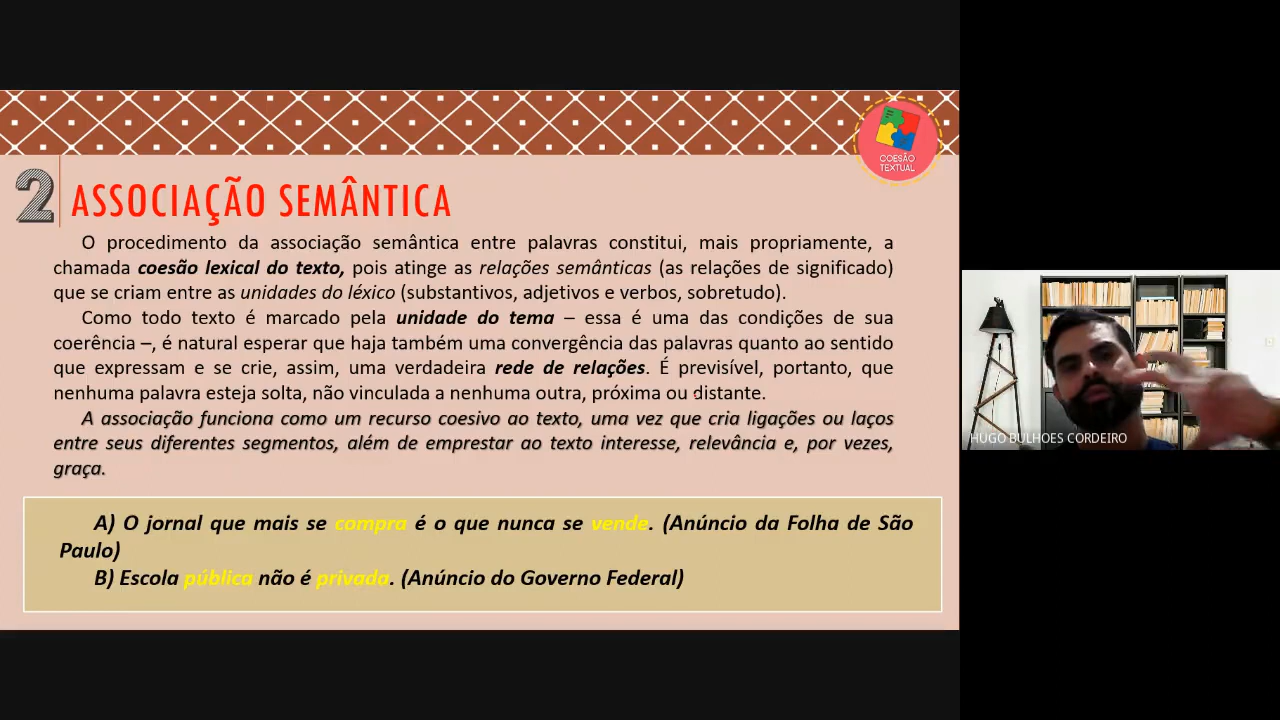 COESÃO
TEXTUAL
2 ASSOCIAÇÃO SEMÂNTICA
O procedimento da associação semântica entre palavras constitui, mais propriamente, a
chamada coesão lexical do texto, pois atinge as relações semânticas (as relações de significado)
que se criam entre as unidades do léxico (substantivos, adjetivos e verbos, sobretudo).
Como todo texto é marcado pela unidade do tema – essa é uma das condições de sua
coerência –, é natural esperar que haja também uma convergência das palavras quanto ao sentido
que expressam e se crie, assim, uma verdadeira rede de relações. É previsível, portanto, que
nenhuma palavra esteja solta, não vinculada a nenhuma outra, próxima ou distante.
A associação funciona como um recurso coesivo ao texto, uma vez que cria ligações ou laços
entre seus diferentes segmentos, além de emprestar ao texto interesse, relevância e, por vezes,
graça.
A) O jornal que mais se compra é o que nunca se vende. (Anúncio da Folha de São
Paulo)
B) Escola pública não é privada. (Anúncio do Governo Federal)
HUGO BULHOES CORDEIRO